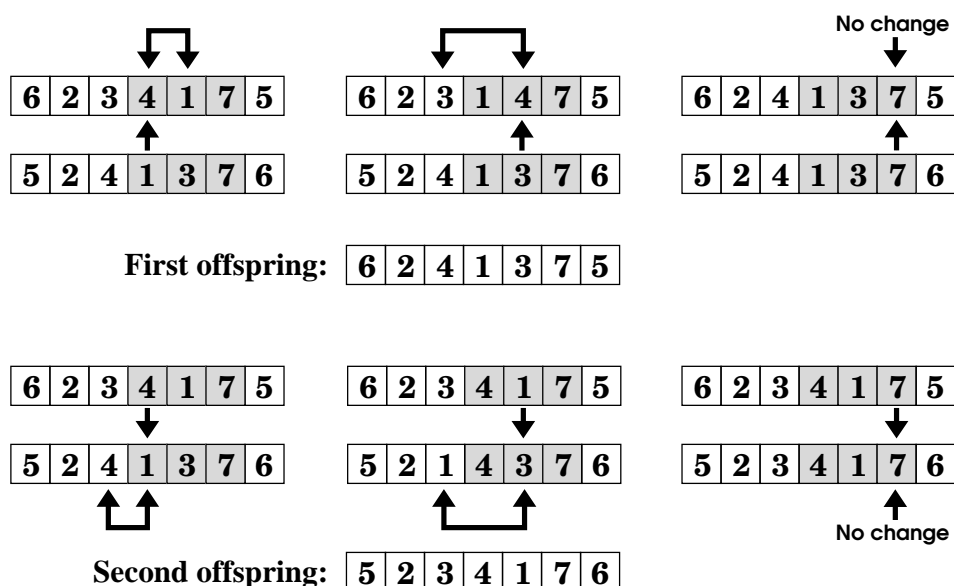 No change
6 2 3 4 1 7 5 6 2 3 1 4 7 5 6 2 4 1 3 7 5
5 2 4 1 3 7 6 5 2 4 1 3 7 6 5 2 4 1 3 7 6
First offspring: 6 2 4 1 3 7 5
6 2 3 4 1 7 5 6 2 3 4 1 7 5 6 2 3 4 1 7 5
5 2 4 1 3 7 6 5 2 1 4 3 7 6 5 2 3 4 1 7 6
No change
Second offspring: 5 2 3 4 1 7 6